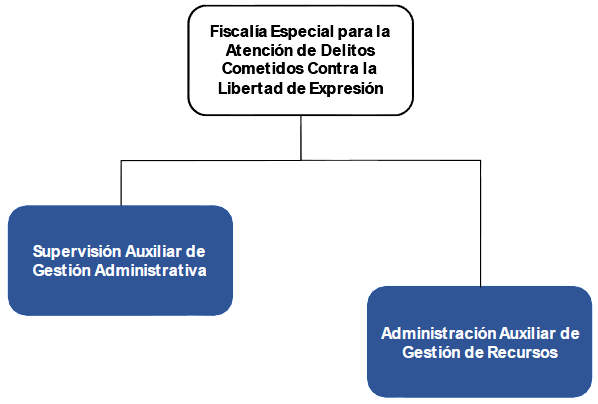 Fiscalía Especial para la
Atención de Delitos
Cometidos Contra la
Libertad de Expresión
Supervisión Auxiliar de
Gestión Administrativa
Administración Auxiliar de
Gestión de Recursos